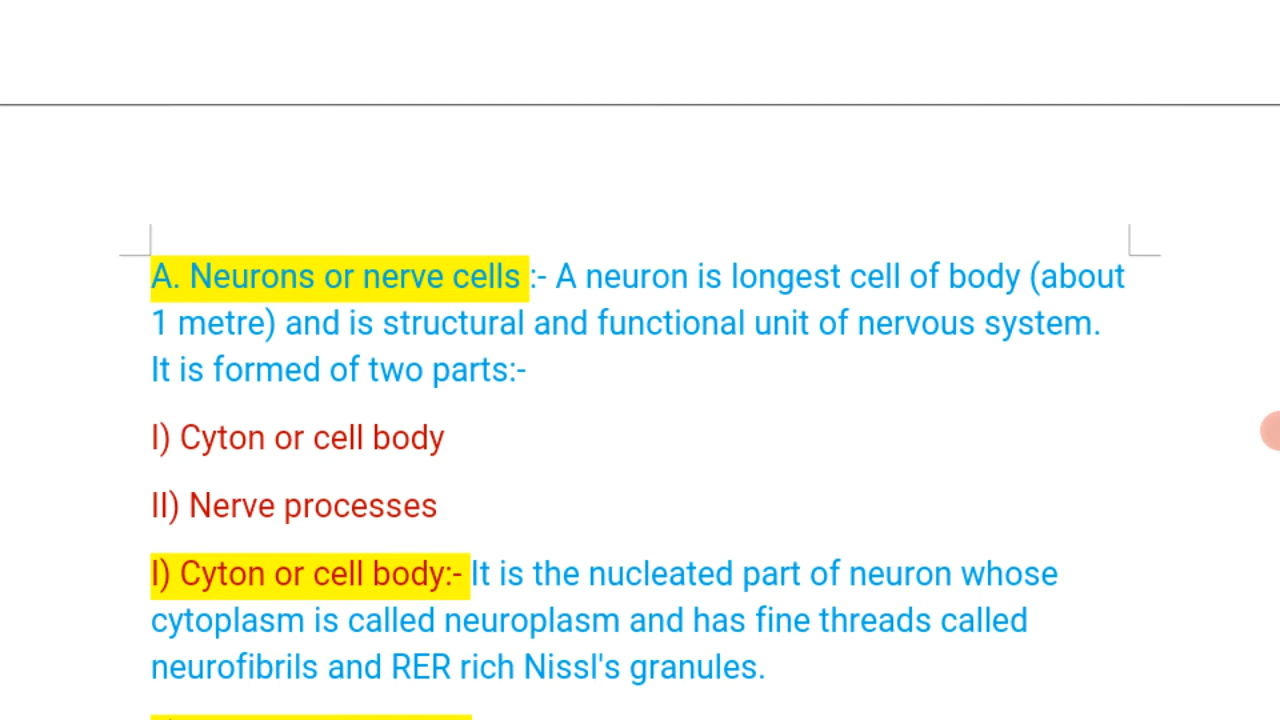 A. Neurons or nerve cells :- A neuron is longest cell of body (about
1 metre) and is structural and functional unit of nervous system.
It is formed of two parts:-
I) Cyton or cell body
II) Nerve processes
I) Cyton or cell body:- It is the nucleated part of neuron whose
cytoplasm is called neuroplasm and has fine threads called
neurofibrils and RER rich Nissl's granules.